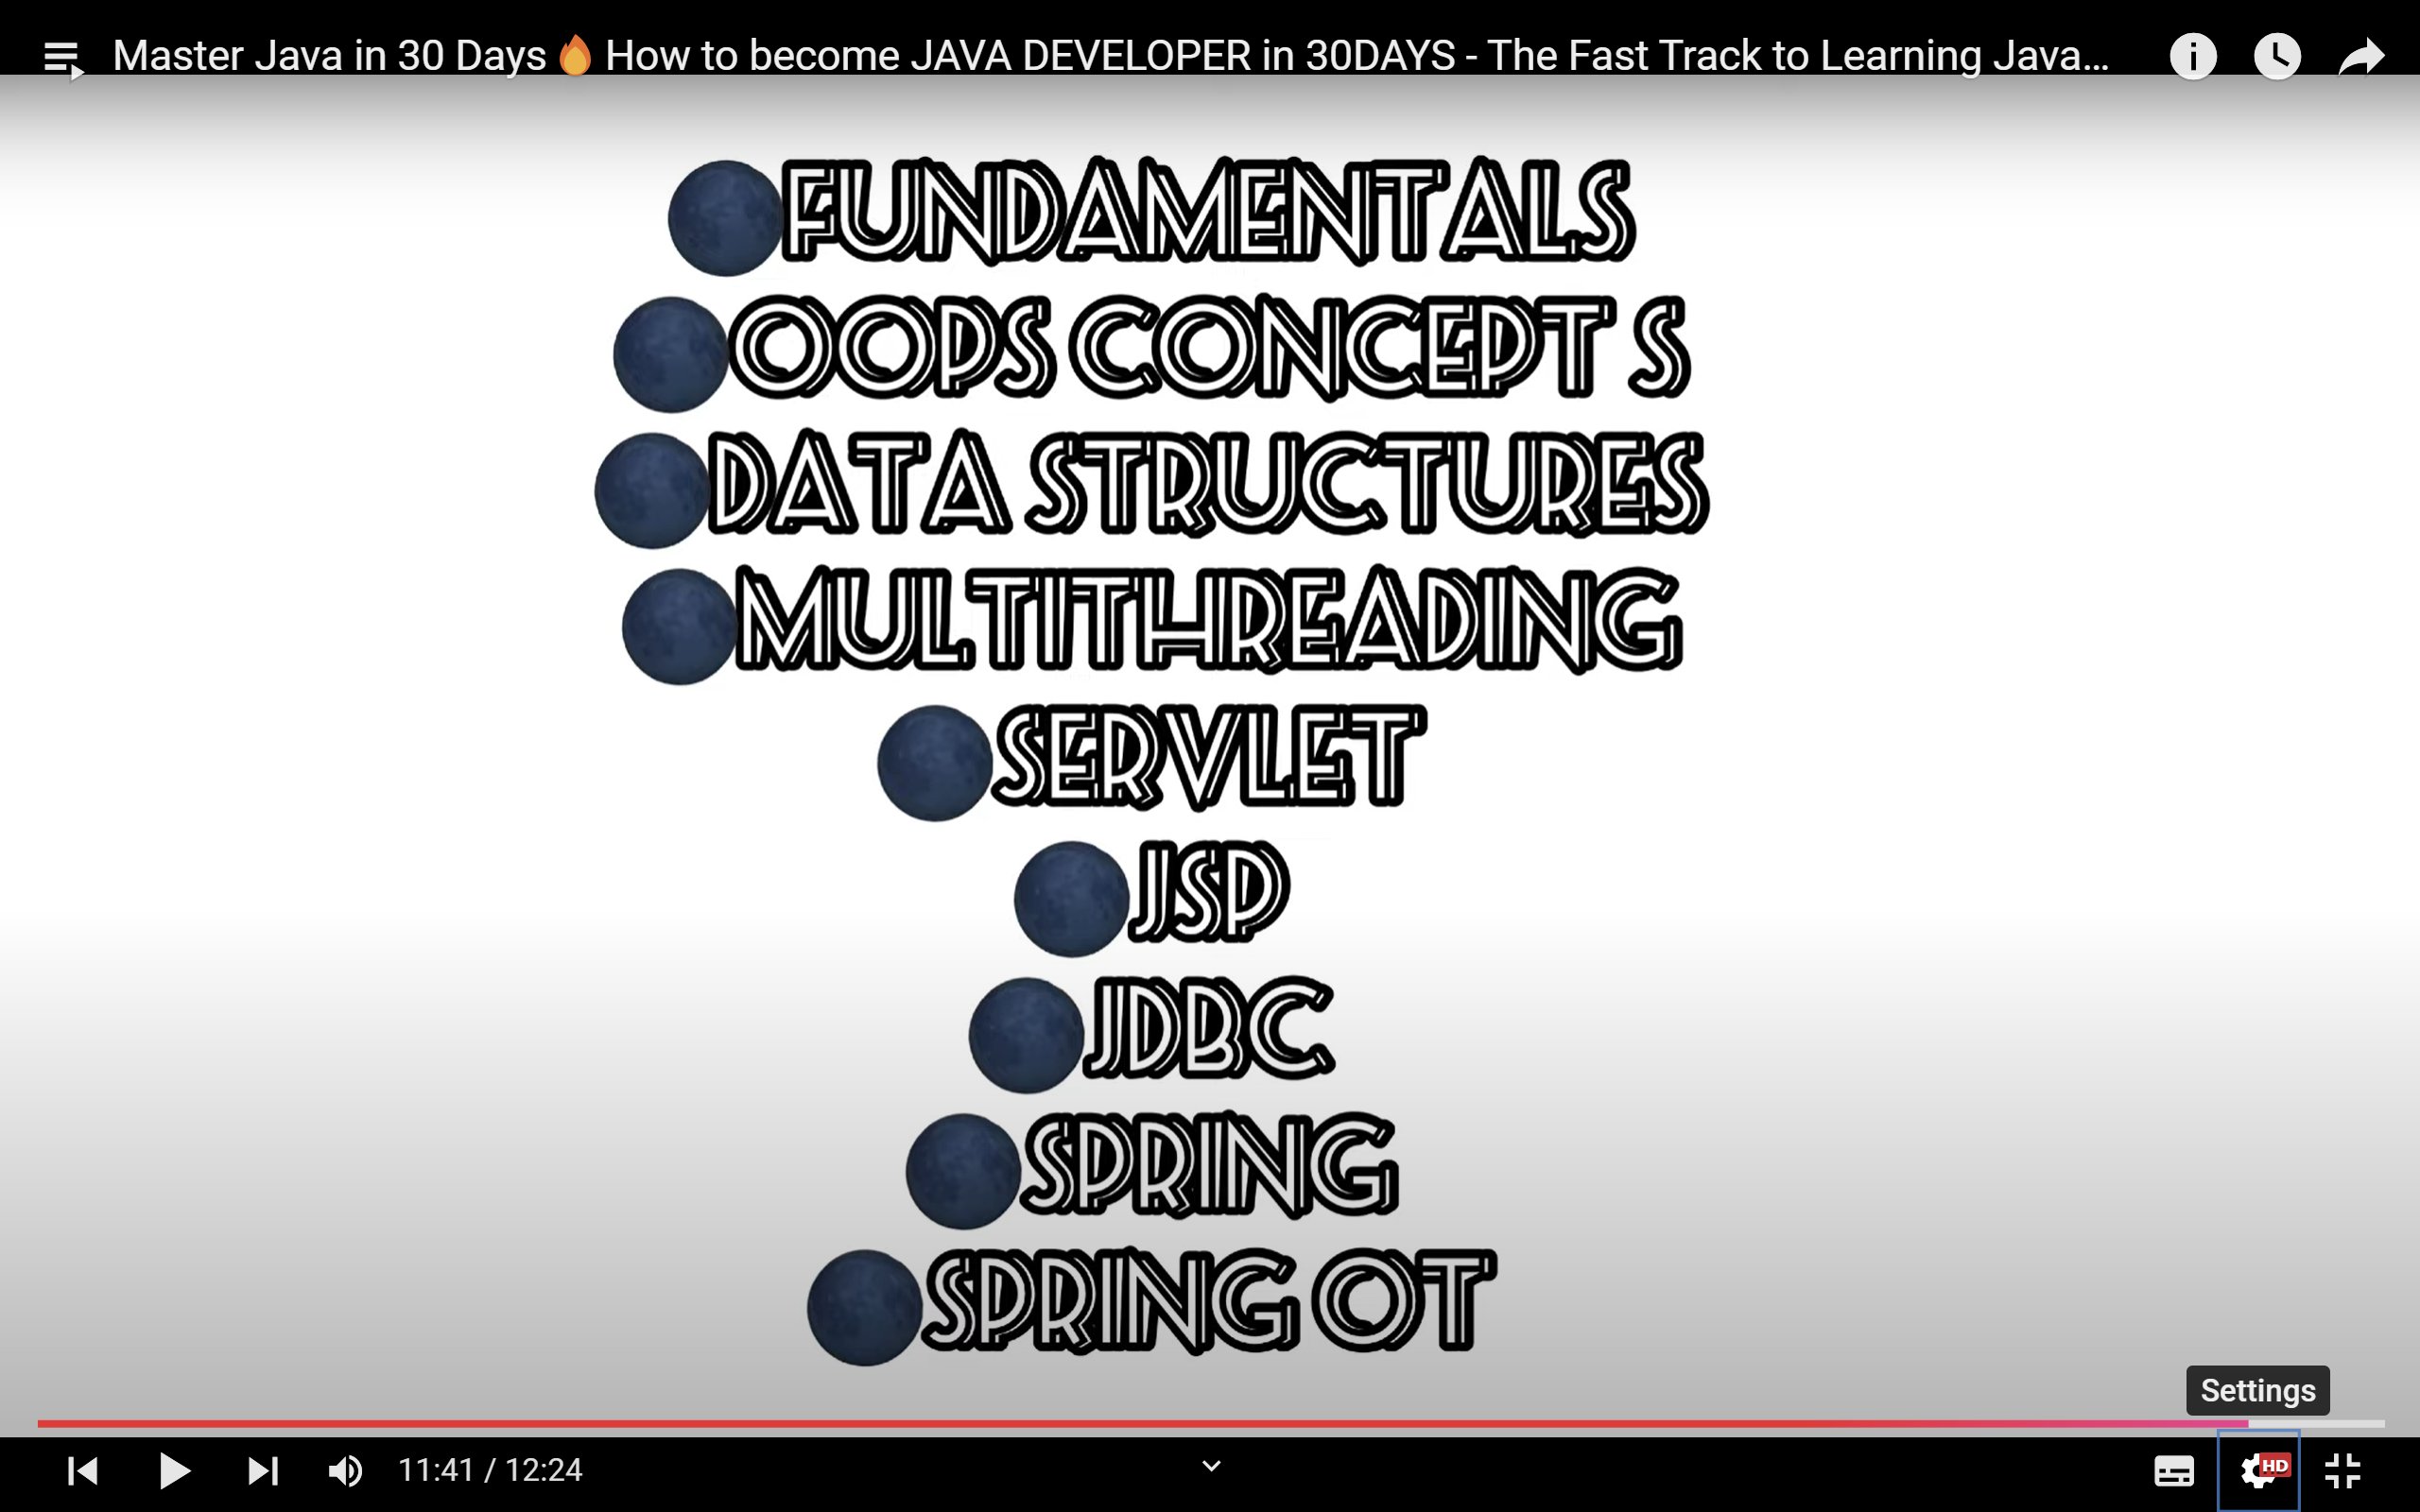 Master Java in 30 Days🔥 How to become JAVA DEVELOPER in 30DAYS - The Fast Track to Learning Java...
FUNDAMENTALS
OOPS CONCEPT S
DATA STRUCTURES
MULTITHREADING
SERVLET
JSP
JDBC
SPRING
SPRING OT
Settings
11:41 / 12:24
HD